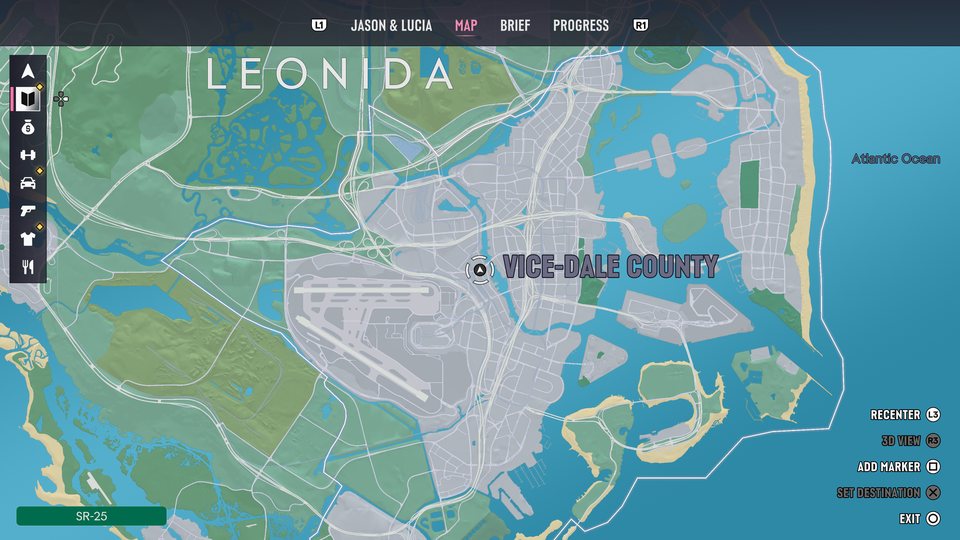 L1 JASON & LUCIA MAP BRIEF PROGRESS R1
LEONIDA
Atlantic Ocean
VICE-DALE COUNTY
RECENTER L3
3D VIEW R3
ADD MARKER
SET DESTINATION
EXIT
SR-25